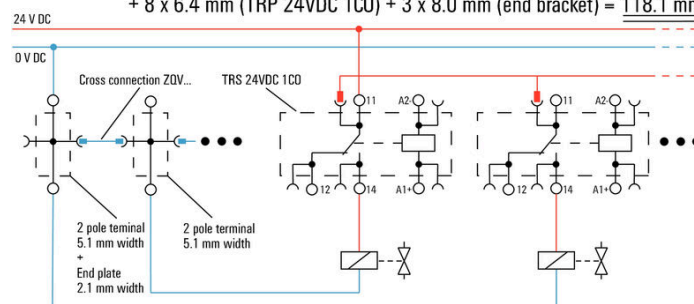 + 8 x 6.4 mm (TRP 24VDC 1CO) + 3 x 8.0 mm (end bracket) = 118.1 mm
24 V DC
0 V DC
Cross connection ZQV...
TRS 24VDC 1CO
11
A2-
11
A2-
12
14
A1+
12
14
A1+
2 pole teminal
5.1 mm width
+
End plate
2.1 mm width
2 pole terminal
5.1 mm width